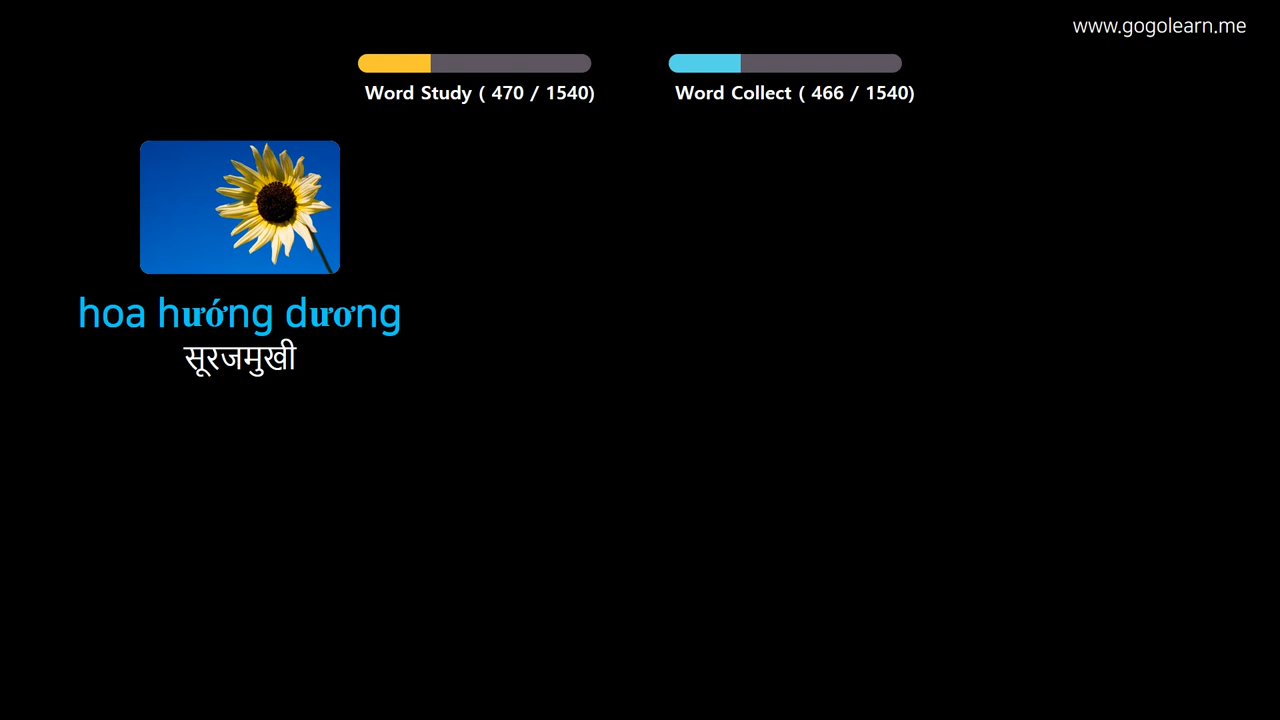 www.gogolearn.me
Word Study ( 470 / 1540)
Word Collect ( 466 / 1540)
hoa hướng dương
सूरजमुखी